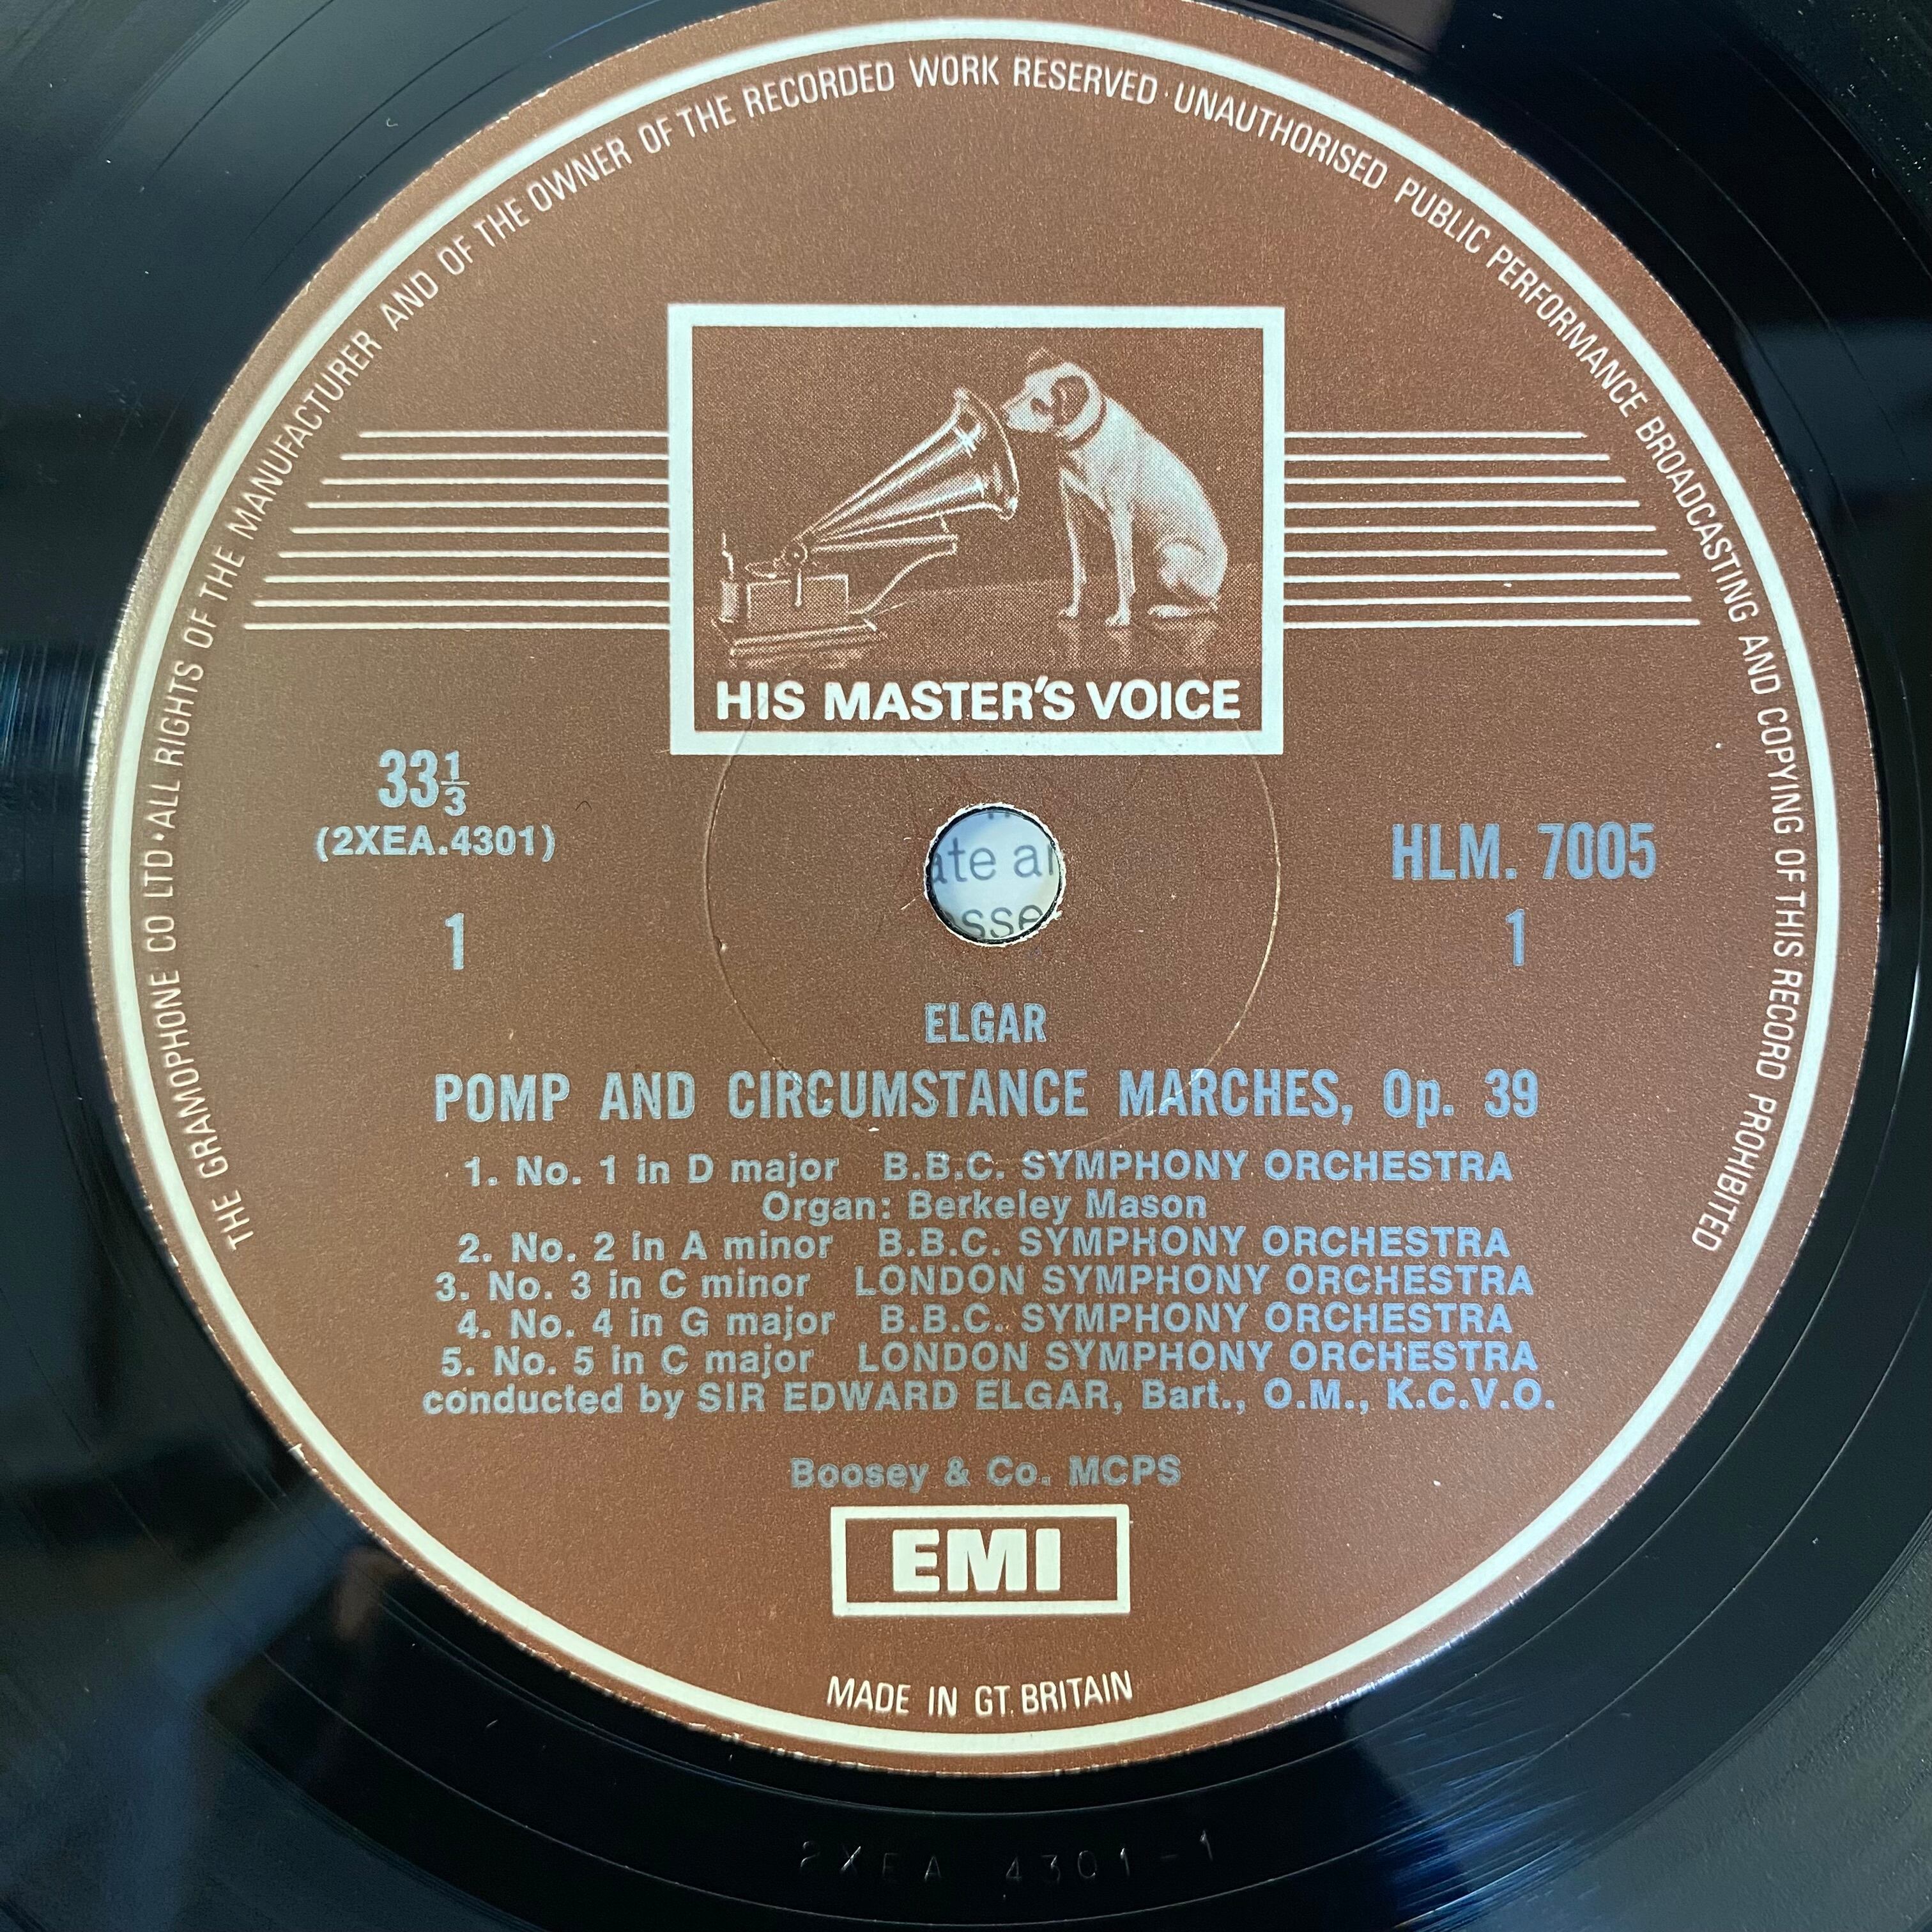 THE GRAMOPHONE CO LTD · ALL RIGHTS OF THE MANUFACTURER AND OF THE OWNER OF THE RECORDED WORK RESERVED · UNAUTHORISED PUBLIC PERFORMANCE BROADCASTING AND COPYING OF THIS RECORD PROHIBITED
HIS MASTER'S VOICE
33⅓
(2XEA.4301)
1
HLM. 7005
1
ate
ELGAR
POMP AND CIRCUMSTANCE MARCHES, Op. 39
1. No. 1 in D major B.B.C. SYMPHONY ORCHESTRA
Organ: Berkeley Mason
2. No. 2 in A minor B.B.C. SYMPHONY ORCHESTRA
3. No. 3 in C minor LONDON SYMPHONY ORCHESTRA
4. No. 4 in G major B.B.C. SYMPHONY ORCHESTRA
5. No. 5 in C major LONDON SYMPHONY ORCHESTRA
conducted by SIR EDWARD ELGAR, Bart., O.M., K.C.V.O.
Boosey & Co. MCPS
EMI
MADE IN GT. BRITAIN
2XEA 4301-1